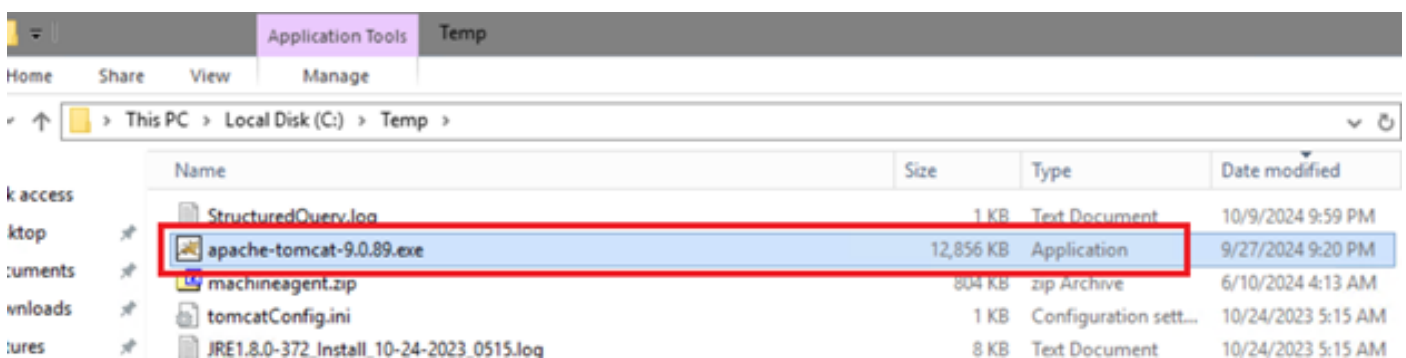 Application Tools Temp
Home Share View Manage
This PC > Local Disk (C:) > Temp >
Name Size Type Date modified
k access
StructuredQuery.log 1 KB Text Document 10/9/2024 9:59 PM
ktop
apache-tomcat-9.0.89.exe 12,856 KB Application 9/27/2024 9:20 PM
cuments
machineagent.zip 804 KB zip Archive 6/10/2024 4:13 AM
wnloads
tomcatConfig.ini 1 KB Configuration sett... 10/24/2023 5:15 AM
tures
JRE1.8.0-372_Install_10-24-2023_0515.log 8 KB Text Document 10/24/2023 5:15 AM